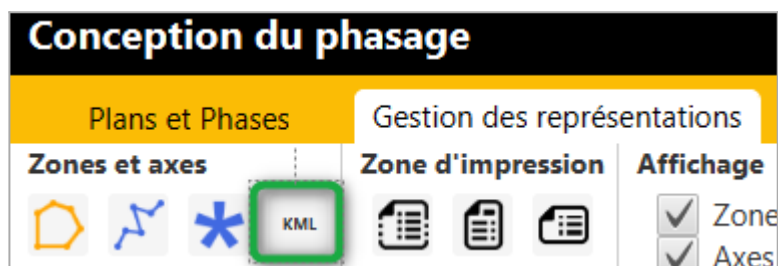 Conception du phasage
Plans et Phases
Gestion des représentations
Zones et axes
Zone d'impression
Affichage
KML
Zone
Axes